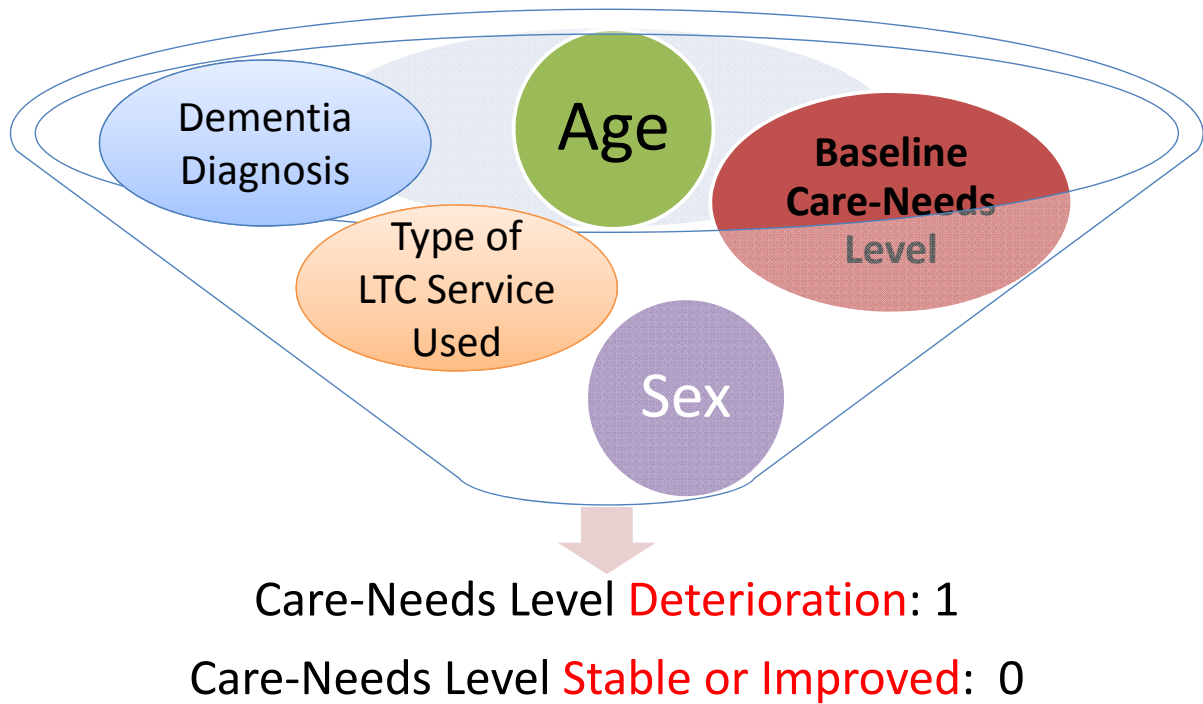 Dementia
Diagnosis
Age
Baseline
Care-Needs
Level
Type of
LTC Service
Used
Sex
Care-Needs Level Deterioration: 1
Care-Needs Level Stable or Improved:  0